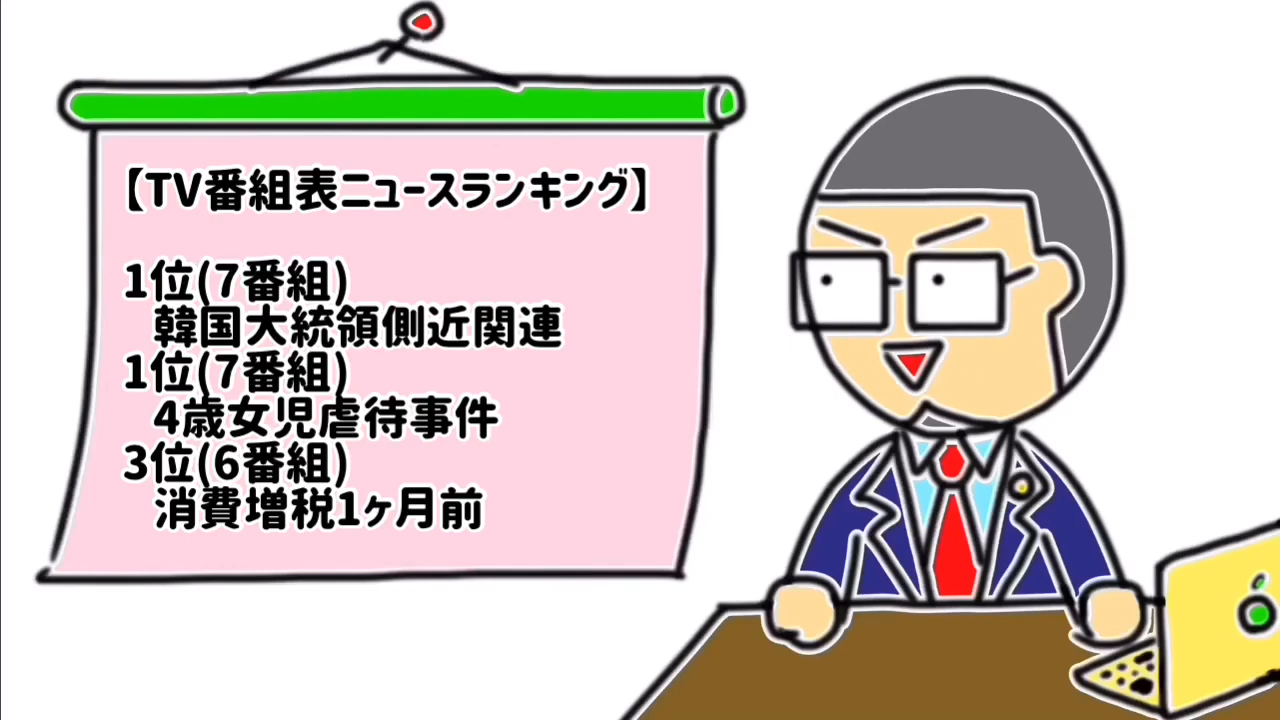 【TV番組表ニュースランキング】
1位(7番組)
韓国大統領側近関連
1位(7番組)
4歳女児虐待事件
3位(6番組)
消費増税1ヶ月前